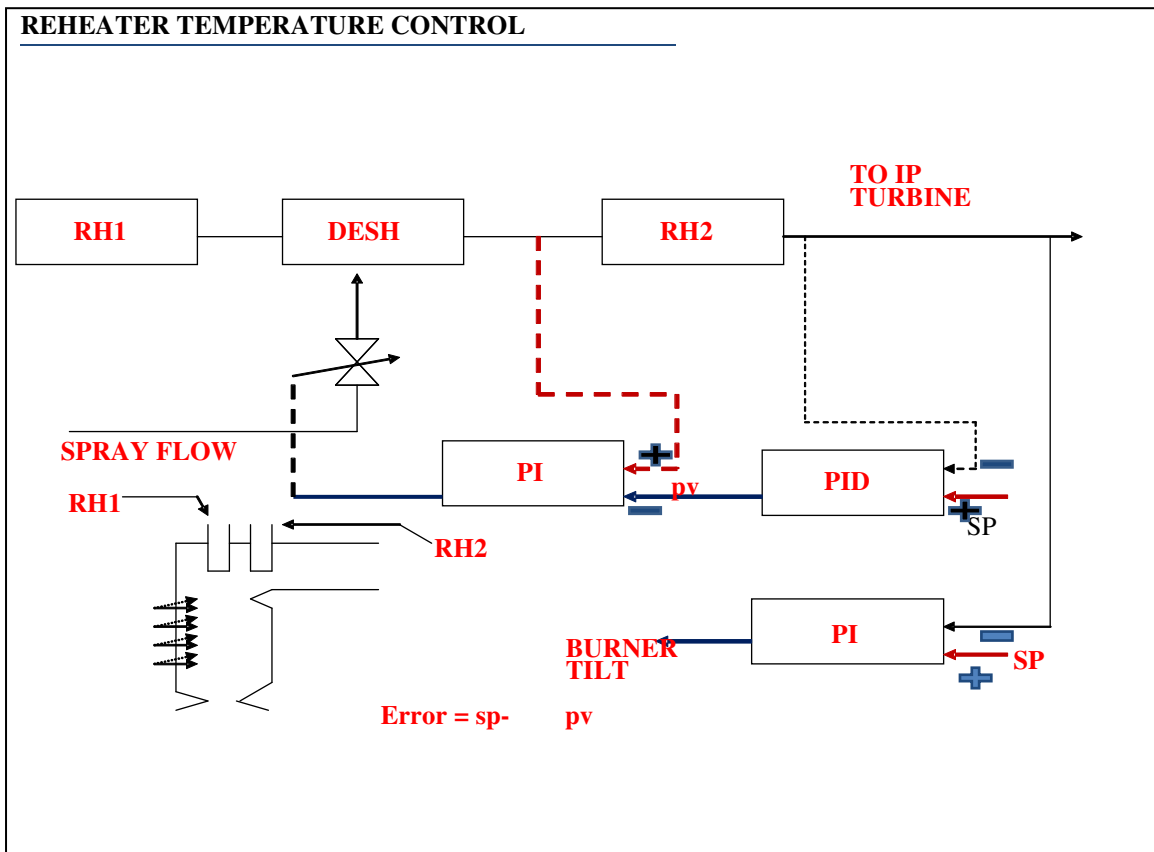 REHEATER TEMPERATURE CONTROL
TO IP
TURBINE
RH1
DESH
RH2
SPRAY FLOW
PI
pv
PID
SP
RH1
RH2
BURNER
TILT
PI
SP
Error = sp- pv